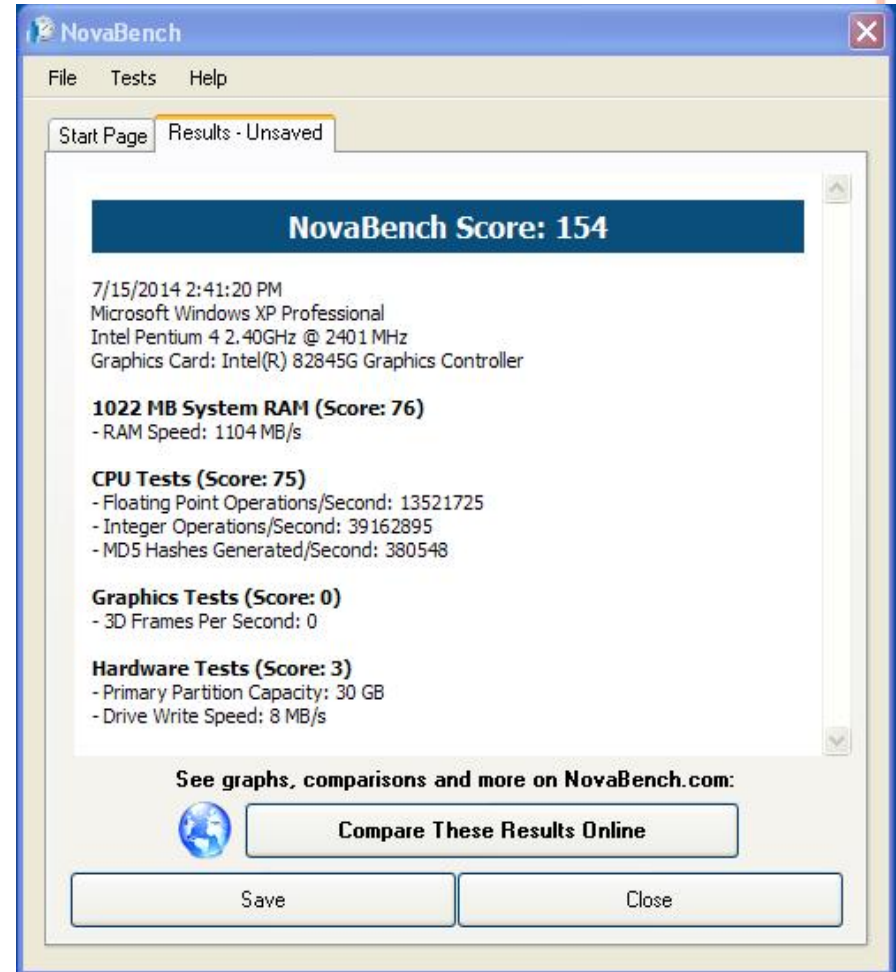 NovaBench
File Tests Help
Start Page Results - Unsaved
NovaBench Score: 154
7/15/2014 2:41:20 PM
Microsoft Windows XP Professional
Intel Pentium 4 2.40GHz @ 2401 MHz
Graphics Card: Intel(R) 82845G Graphics Controller
1022 MB System RAM (Score: 76)
- RAM Speed: 1104 MB/s
CPU Tests (Score: 75)
- Floating Point Operations/Second: 13521725
- Integer Operations/Second: 39162895
- MD5 Hashes Generated/Second: 380548
Graphics Tests (Score: 0)
- 3D Frames Per Second: 0
Hardware Tests (Score: 3)
- Primary Partition Capacity: 30 GB
- Drive Write Speed: 8 MB/s
See graphs, comparisons and more on NovaBench.com:
Compare These Results Online
Save Close